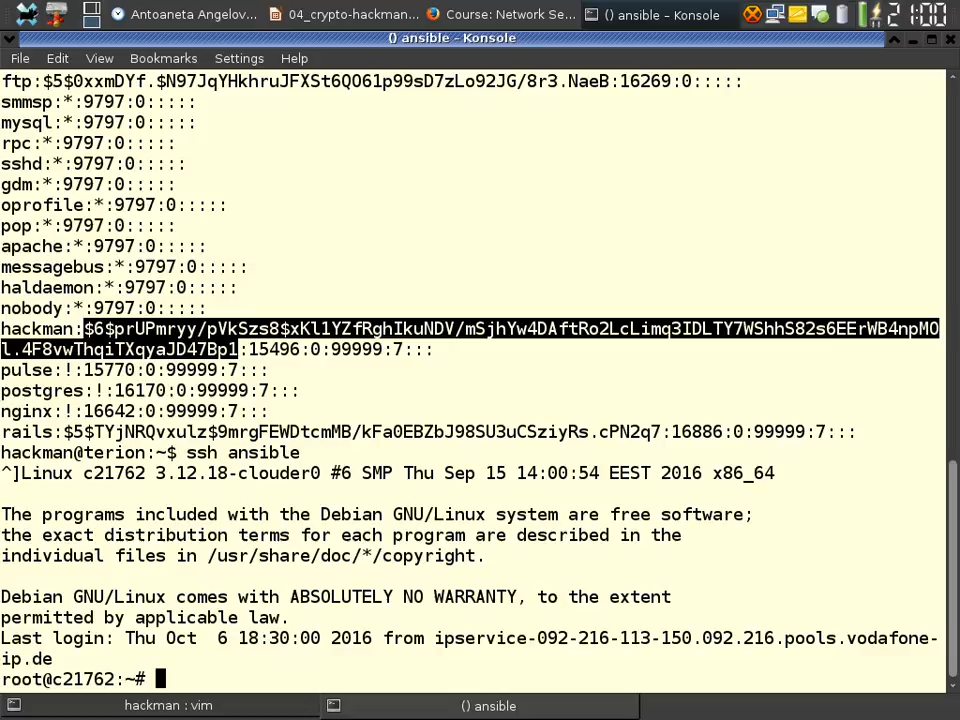 Antoaneta Angelov...
04_crypto-hackman...
Course: Network Se...
() ansible - Konsole
21:00
() ansible - Konsole
File Edit View Bookmarks Settings Help
ftp:$5$0xxmDYf.$N97JqYHkhruJFXSt6QO61p99sD7zLo92JG/8r3.NaeB:16269:0:::::
smmsp:*:9797:0:::::
mysql:*:9797:0:::::
rpc:*:9797:0:::::
sshd:*:9797:0:::::
gdm:*:9797:0:::::
oprofile:*:9797:0:::::
pop:*:9797:0:::::
apache:*:9797:0:::::
messagebus:*:9797:0:::::
haldaemon:*:9797:0:::::
nobody:*:9797:0:::::
hackman:$6$prUPmryy/pVkSzs8$xKl1YZfRghIkuNDV/mSjhYw4DAftRo2LcLimq3IDLTY7WShhS82s6EErWB4npMO
l.4F8vwThqiTXqyaJD47Bp1:15496:0:99999:7:::
pulse:!:15770:0:99999:7:::
postgres:!:16170:0:99999:7:::
nginx:!:16642:0:99999:7:::
rails:$5$TYjNRQvxulz$9mrgFEWDtcmMB/kFa0EBZbJ98SU3uCSziyRs.cPN2q7:16886:0:99999:7:::
hackman@terion:~$ ssh ansible
^]Linux c21762 3.12.18-clouder0 #6 SMP Thu Sep 15 14:00:54 EEST 2016 x86_64
The programs included with the Debian GNU/Linux system are free software;
the exact distribution terms for each program are described in the
individual files in /usr/share/doc/*/copyright.
Debian GNU/Linux comes with ABSOLUTELY NO WARRANTY, to the extent
permitted by applicable law.
Last login: Thu Oct  6 18:30:00 2016 from ipservice-092-216-113-150.092.216.pools.vodafone-
ip.de
root@c21762:~#
hackman : vim
() ansible